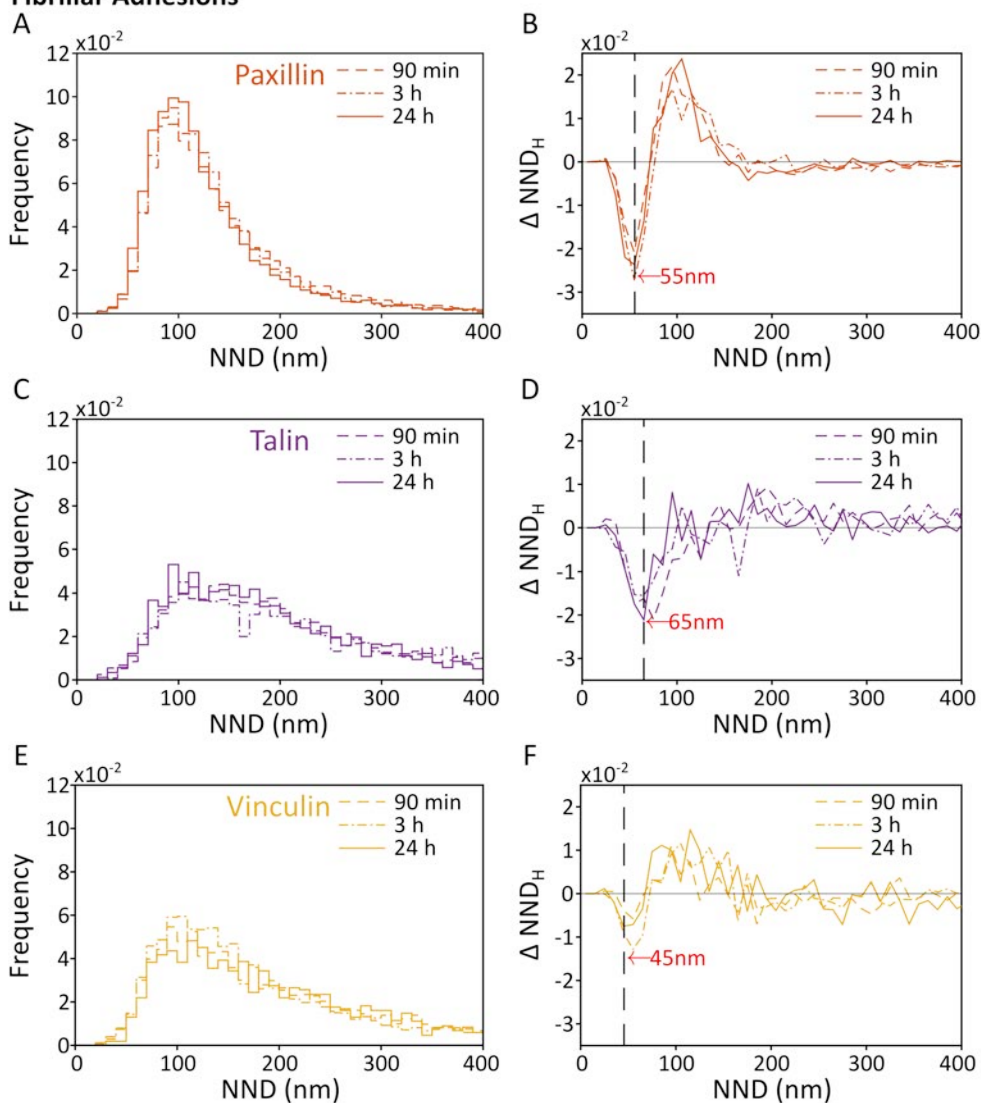 Fibrillar Adhesions
A
x10-2
12
10
8
6
4
2
0
Frequency
Paxillin
90 min
3 h
24 h
0 100 200 300 400
NND (nm)
B
x10-2
2
1
0
-1
-2
-3
Δ NNDH
90 min
3 h
24 h
55nm
0 100 200 300 400
NND (nm)
C
x10-2
12
10
8
6
4
2
0
Frequency
Talin
90 min
3 h
24 h
0 100 200 300 400
NND (nm)
D
x10-2
2
1
0
-1
-2
-3
Δ NNDH
90 min
3 h
24 h
65nm
0 100 200 300 400
NND (nm)
E
x10-2
12
10
8
6
4
2
0
Frequency
Vinculin
90 min
3 h
24 h
0 100 200 300 400
NND (nm)
F
x10-2
2
1
0
-1
-2
-3
Δ NNDH
90 min
3 h
24 h
45nm
0 100 200 300 400
NND (nm)